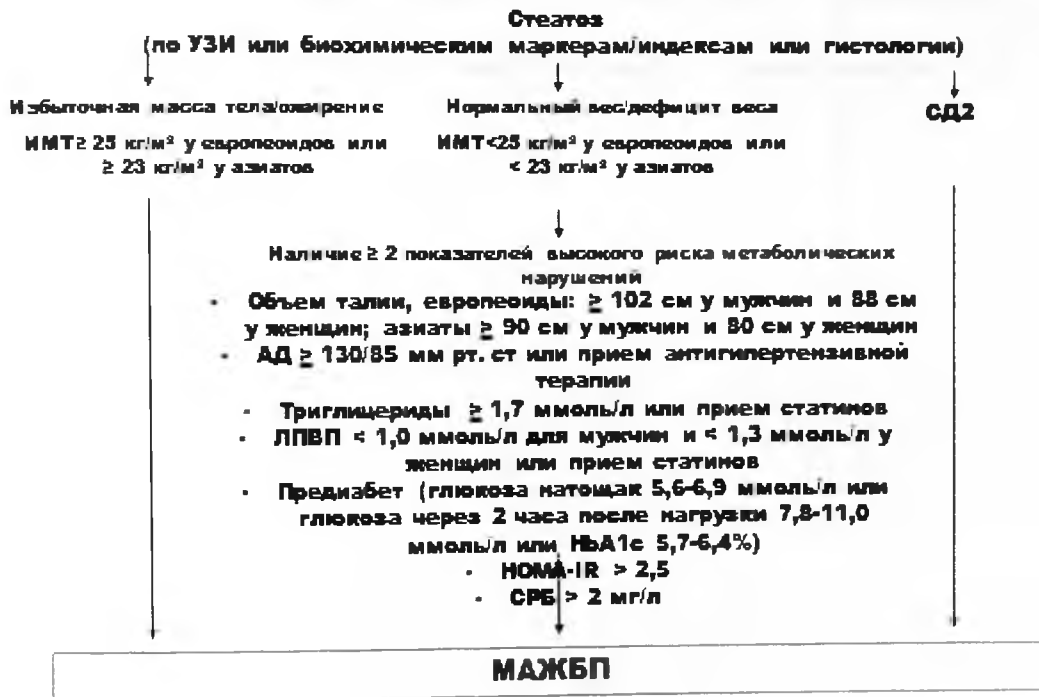 Стеатоз
(по УЗИ или биохимическим маркерам/индексам или гистологии)
Избыточная масса тела/ожирение
ИМТ≥ 25 кг/м² у европеоидов или
≥ 23 кг/м² у азиатов
Нормальный вес/дефицит веса
ИМТ<25 кг/м² у европеоидов или
< 23 кг/м² у азиатов
СД2
Наличие ≥ 2 показателей высокого риска метаболических
нарушений
- Объем талии, европеоиды: ≥ 102 см у мужчин и 88 см
у женщин; азиаты ≥ 90 см у мужчин и 80 см у женщин
- АД ≥ 130/85 мм рт. ст или прием антигипертензивной
терапии
- Триглицериды ≥ 1,7 ммоль/л или прием статинов
- ЛПВП < 1,0 ммоль/л для мужчин и < 1,3 ммоль/л у
женщин или прием статинов
- Предиабет (глюкоза натощак 5,6-6,9 ммоль/л или
глюкоза через 2 часа после нагрузки 7,8-11,0
ммоль/л или HbA1c 5,7-6,4%)
- HOMA-IR > 2,5
- СРБ > 2 мг/л
МАЖБП